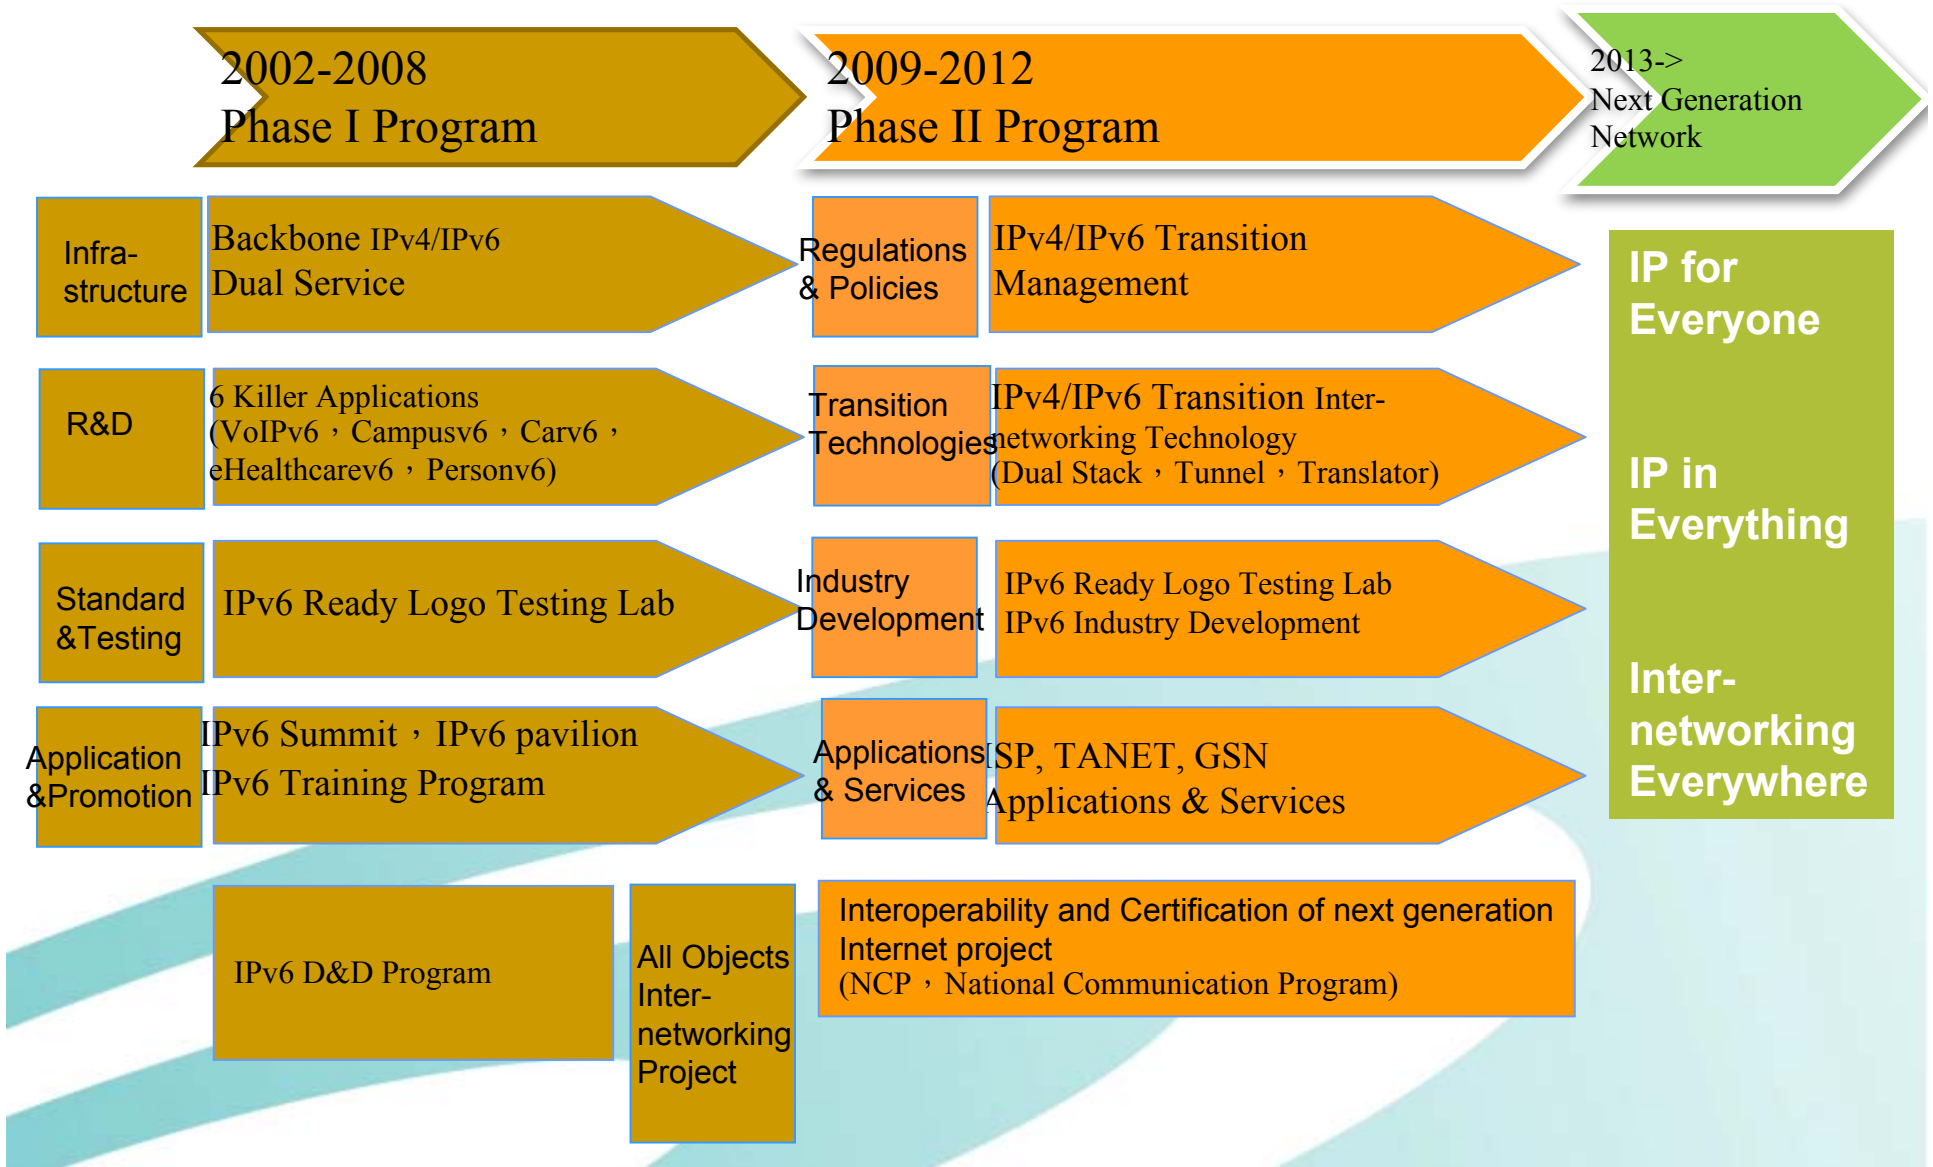 2002-2008
Phase I Program
2009-2012
Phase II Program
2013->
Next Generation
Network
Infra-
structure
Backbone IPv4/IPv6
Dual Service
Regulations
& Policies
IPv4/IPv6 Transition
Management
R&D
6 Killer Applications
(VoIPv6，Campusv6，Carv6，
eHealthcarev6，Personv6)
Transition
Technologies
IPv4/IPv6 Transition Inter-
networking Technology
(Dual Stack，Tunnel，Translator)
Standard
&Testing
IPv6 Ready Logo Testing Lab
Industry
Development
IPv6 Ready Logo Testing Lab
IPv6 Industry Development
Application
&Promotion
IPv6 Summit，IPv6 pavilion
IPv6 Training Program
Applications
& Services
ISP, TANET, GSN
Applications & Services
IP for
Everyone
IP in
Everything
Inter-
networking
Everywhere
IPv6 D&D Program
All Objects
Inter-
networking
Project
Interoperability and Certification of next generation
Internet project
(NCP，National Communication Program)